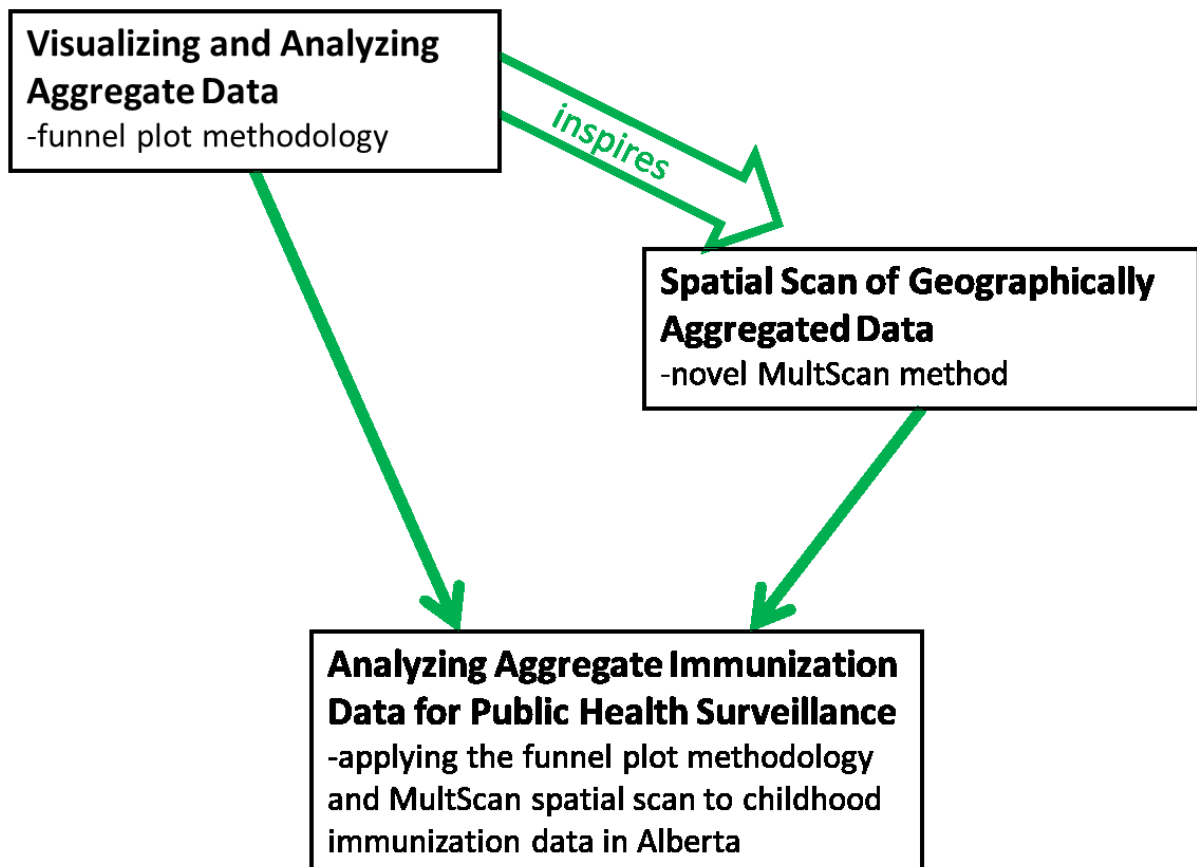 Visualizing and Analyzing
Aggregate Data
-funnel plot methodology
inspires
Spatial Scan of Geographically
Aggregated Data
-novel MultScan method
Analyzing Aggregate Immunization
Data for Public Health Surveillance
-applying the funnel plot methodology
and MultScan spatial scan to childhood
immunization data in Alberta